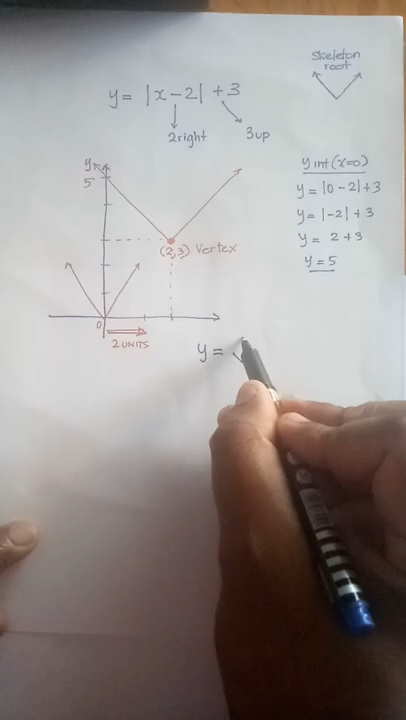 Skeleton
root
y = |x - 2| + 3
2right
3up
y int (x=0)
y = |0 - 2| + 3
y = |-2| + 3
y = 2 + 3
y = 5
y
5
(2,3) Vertex
0
2 UNITS
y =